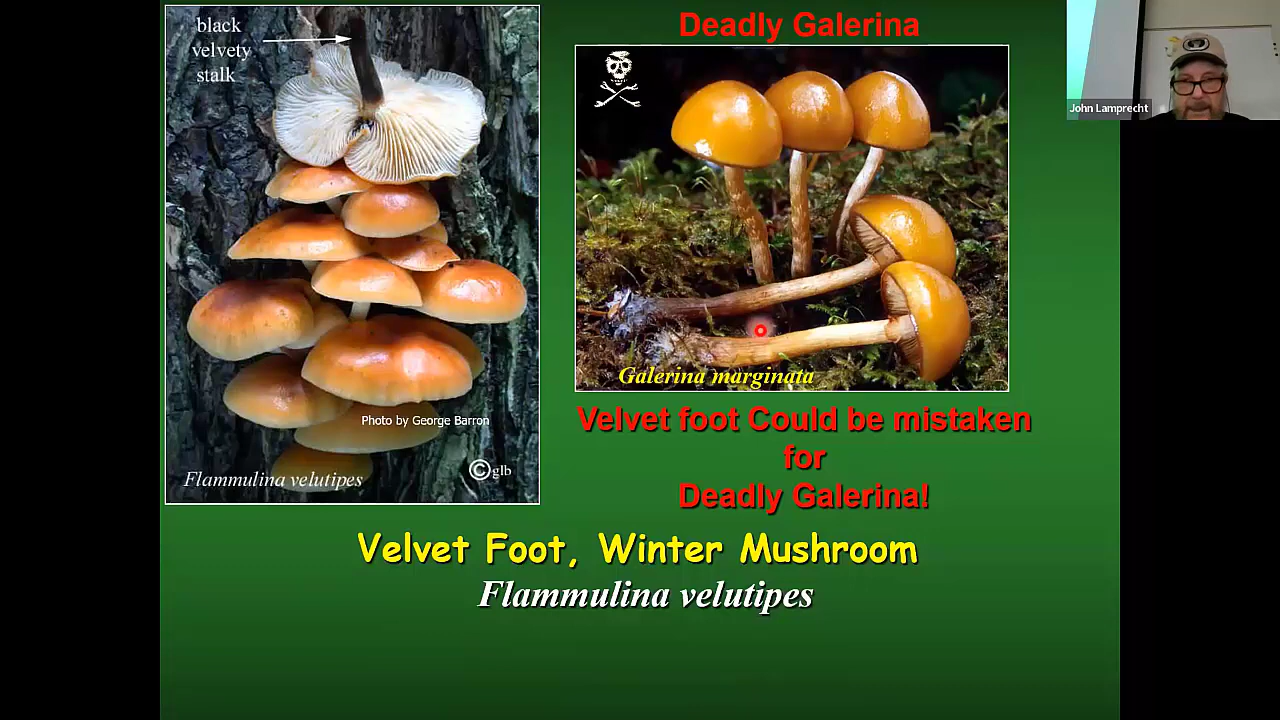 black
velvety
stalk
Photo by George Barron
Flammulina velutipes
©glb
Deadly Galerina
Galerina marginata
Velvet foot Could be mistaken
for
Deadly Galerina!
Velvet Foot, Winter Mushroom
Flammulina velutipes
John Lamprecht